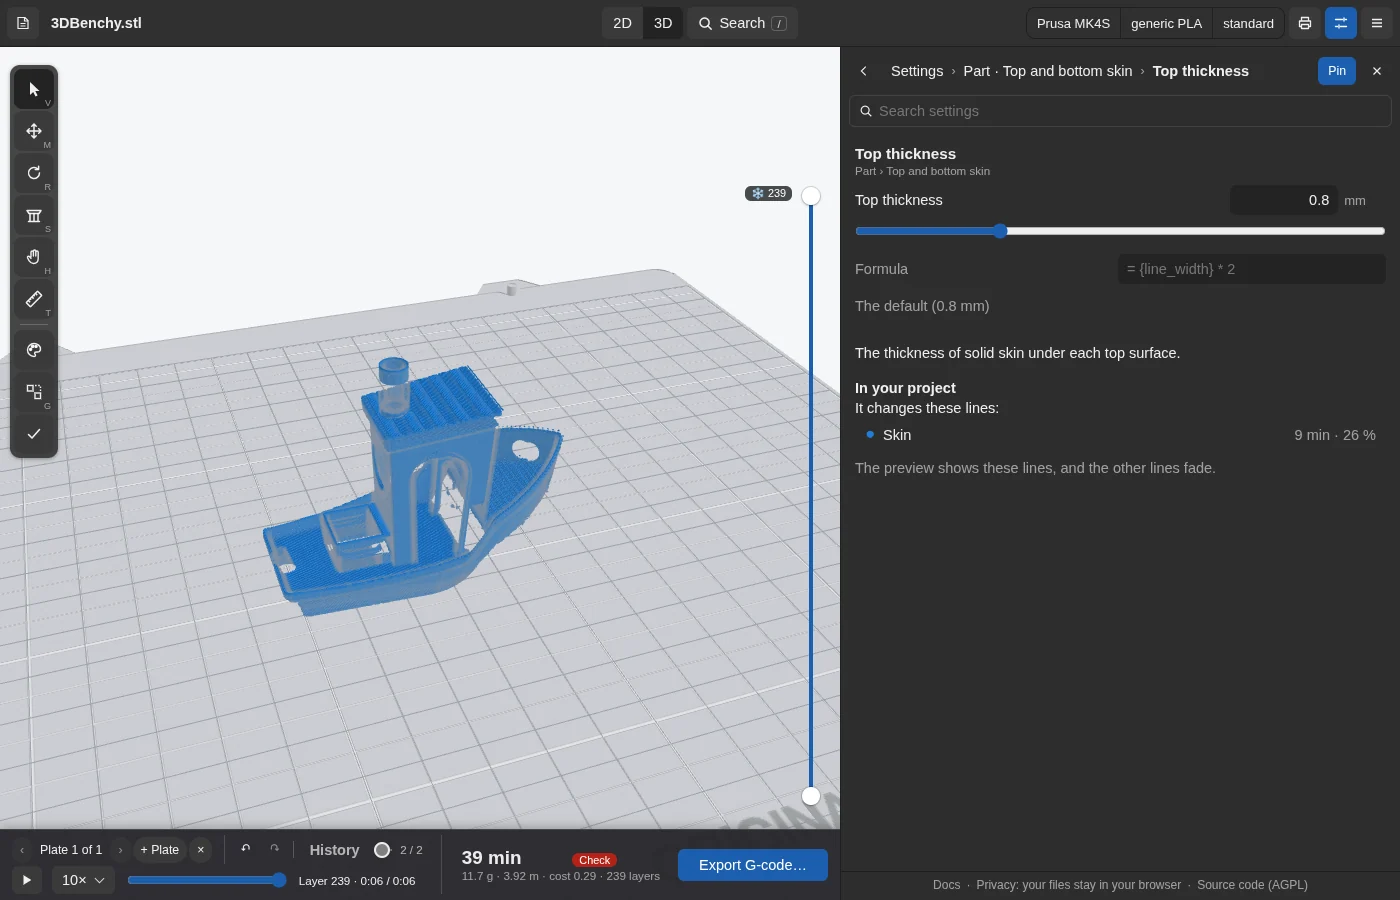 3DBenchy.stl
2D 3D Search /
Prusa MK4S generic PLA standard
V
M
R
S
H
T
G
239
Settings › Part · Top and bottom skin › Top thickness Pin ×
Search settings
Top thickness
Part › Top and bottom skin
Top thickness 0.8 mm
Formula = {line_width} * 2
The default (0.8 mm)
The thickness of solid skin under each top surface.
In your project
It changes these lines:
Skin 9 min · 26 %
The preview shows these lines, and the other lines fade.
‹ Plate 1 of 1 › + Plate × History 2 / 2
10× Layer 239 · 0:06 / 0:06
39 min Check
11.7 g · 3.92 m · cost 0.29 · 239 layers
Export G-code…
Docs · Privacy: your files stay in your browser · Source code (AGPL)